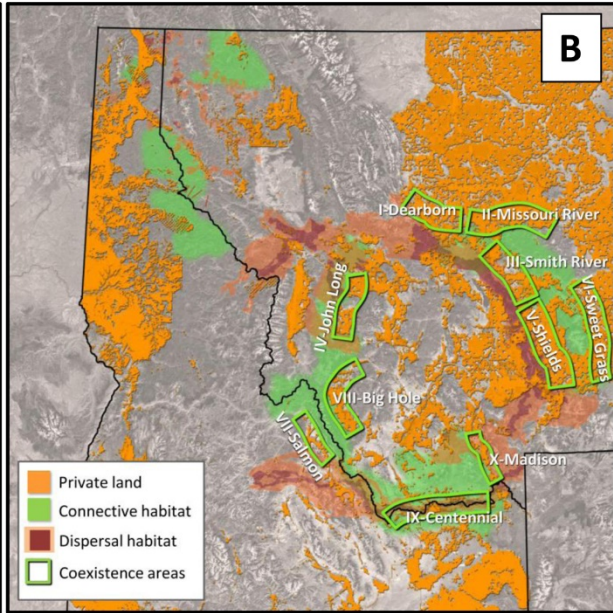 B
I-Dearborn
II-Missouri River
III-Smith River
IV-John Long
VI-Sweet Grass
V-Shields
VIII-Big Hole
VII-Salmon
X-Madison
IX-Centennial
Private land
Connective habitat
Dispersal habitat
Coexistence areas